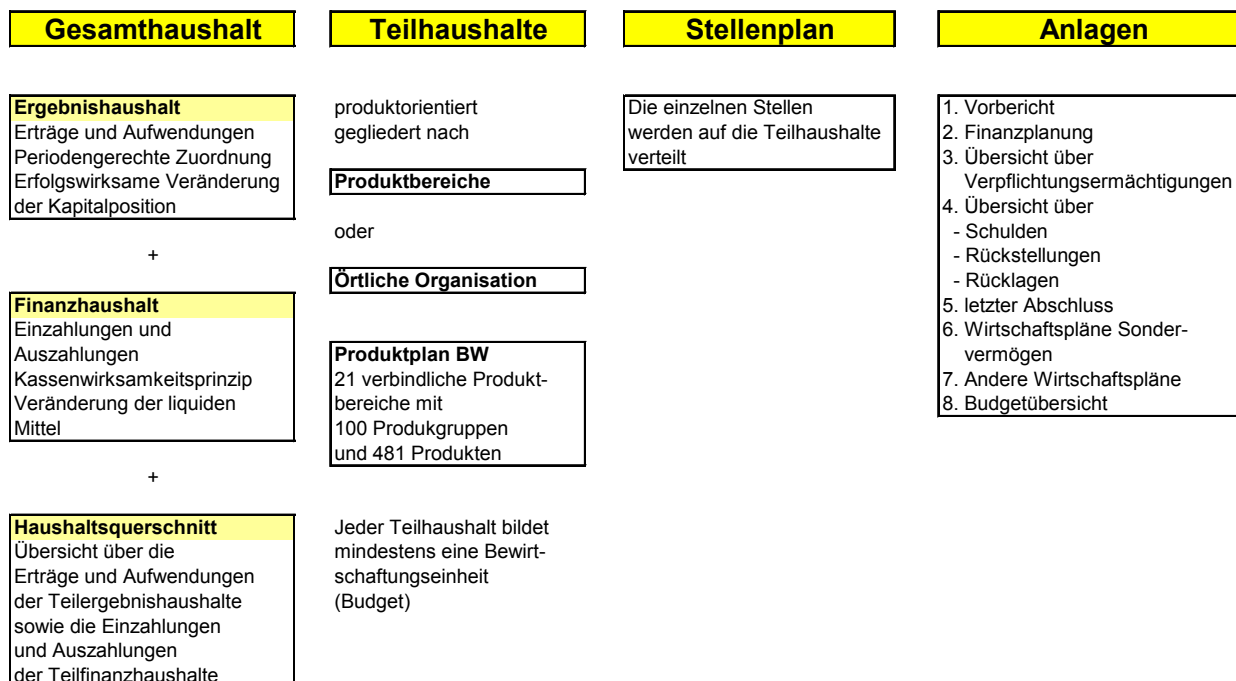 Gesamthaushalt
Ergebnishaushalt
Erträge und Aufwendungen
Periodengerechte Zuordnung
Erfolgswirksame Veränderung
der Kapitalposition
+
Finanzhaushalt
Einzahlungen und
Auszahlungen
Kassenwirksamkeitsprinzip
Veränderung der liquiden
Mittel
+
Haushaltsquerschnitt
Übersicht über die
Erträge und Aufwendungen
der Teilergebnishaushalte
sowie die Einzahlungen
und Auszahlungen
der Teilfinanzhaushalte
Teilhaushalte
produktorientiert
gegliedert nach
Produktbereiche
oder
Örtliche Organisation
Produktplan BW
21 verbindliche Produkt-
bereiche mit
100 Produkgruppen
und 481 Produkten
Jeder Teilhaushalt bildet
mindestens eine Bewirt-
schaftungseinheit
(Budget)
Stellenplan
Die einzelnen Stellen
werden auf die Teilhaushalte
verteilt
Anlagen
1. Vorbericht
2. Finanzplanung
3. Übersicht über
Verpflichtungsermächtigungen
4. Übersicht über
- Schulden
- Rückstellungen
- Rücklagen
5. letzter Abschluss
6. Wirtschaftspläne Sonder-
vermögen
7. Andere Wirtschaftspläne
8. Budgetübersicht